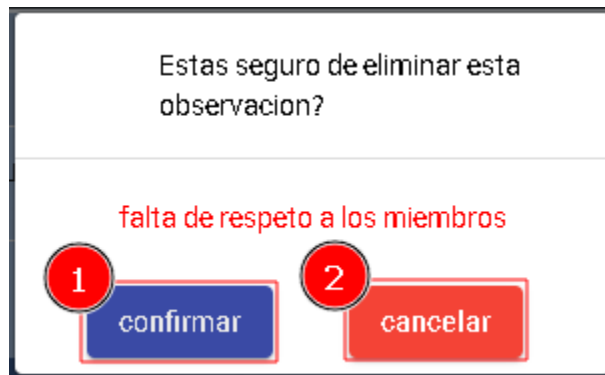 Estas seguro de eliminar esta
observacion?
falta de respeto a los miembros
1
2
confirmar
cancelar